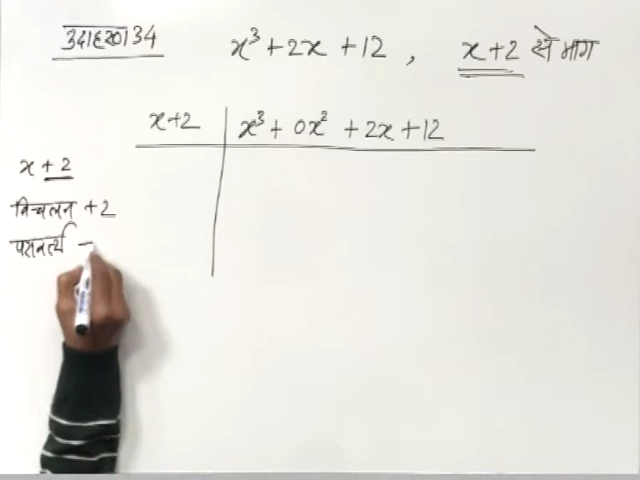 उदाहरण 34 x³ + 2x + 12 , x + 2 से भाग
x+2 x³ + 0x² + 2x + 12
x + 2
विचलन +2
परावर्त्य –